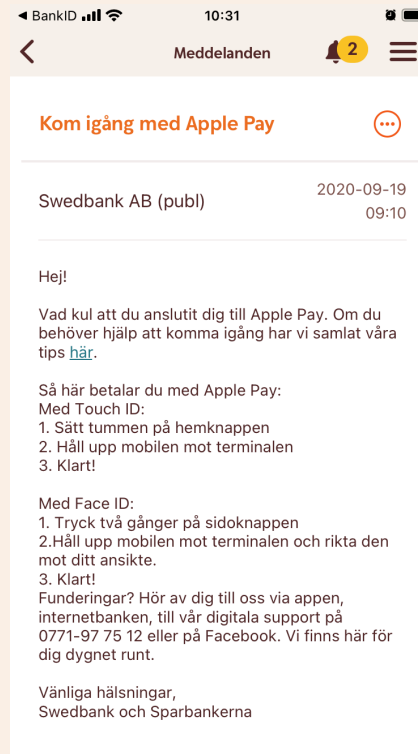 BankID
10:31
Meddelanden
2
Kom igång med Apple Pay
Swedbank AB (publ)
2020-09-19
09:10
Hej!
Vad kul att du anslutit dig till Apple Pay. Om du
behöver hjälp att komma igång har vi samlat våra
tips här.
Så här betalar du med Apple Pay:
Med Touch ID:
1. Sätt tummen på hemknappen
2. Håll upp mobilen mot terminalen
3. Klart!
Med Face ID:
1. Tryck två gånger på sidoknappen
2.Håll upp mobilen mot terminalen och rikta den
mot ditt ansikte.
3. Klart!
Funderingar? Hör av dig till oss via appen,
internetbanken, till vår digitala support på
0771-97 75 12 eller på Facebook. Vi finns här för
dig dygnet runt.
Vänliga hälsningar,
Swedbank och Sparbankerna